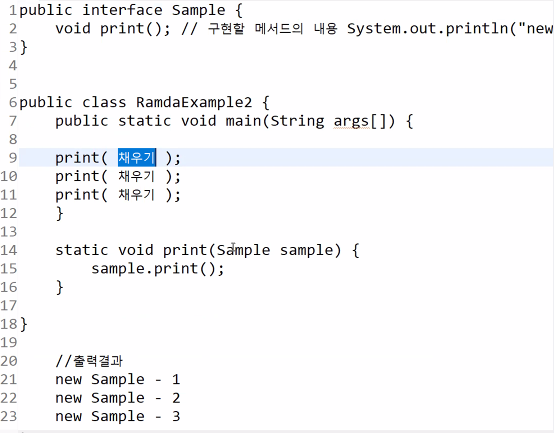 1public interface Sample {
2    void print(); // 구현할 메서드의 내용 System.out.println("new
3}
4
5
6public class RamdaExample2 {
7    public static void main(String args[]) {
8
9    print( 채우기 );
10    print( 채우기 );
11    print( 채우기 );
12    }
13
14    static void print(Sample sample) {
15        sample.print();
16    }
17
18}
19
20    //출력결과
21    new Sample - 1
22    new Sample - 2
23    new Sample - 3